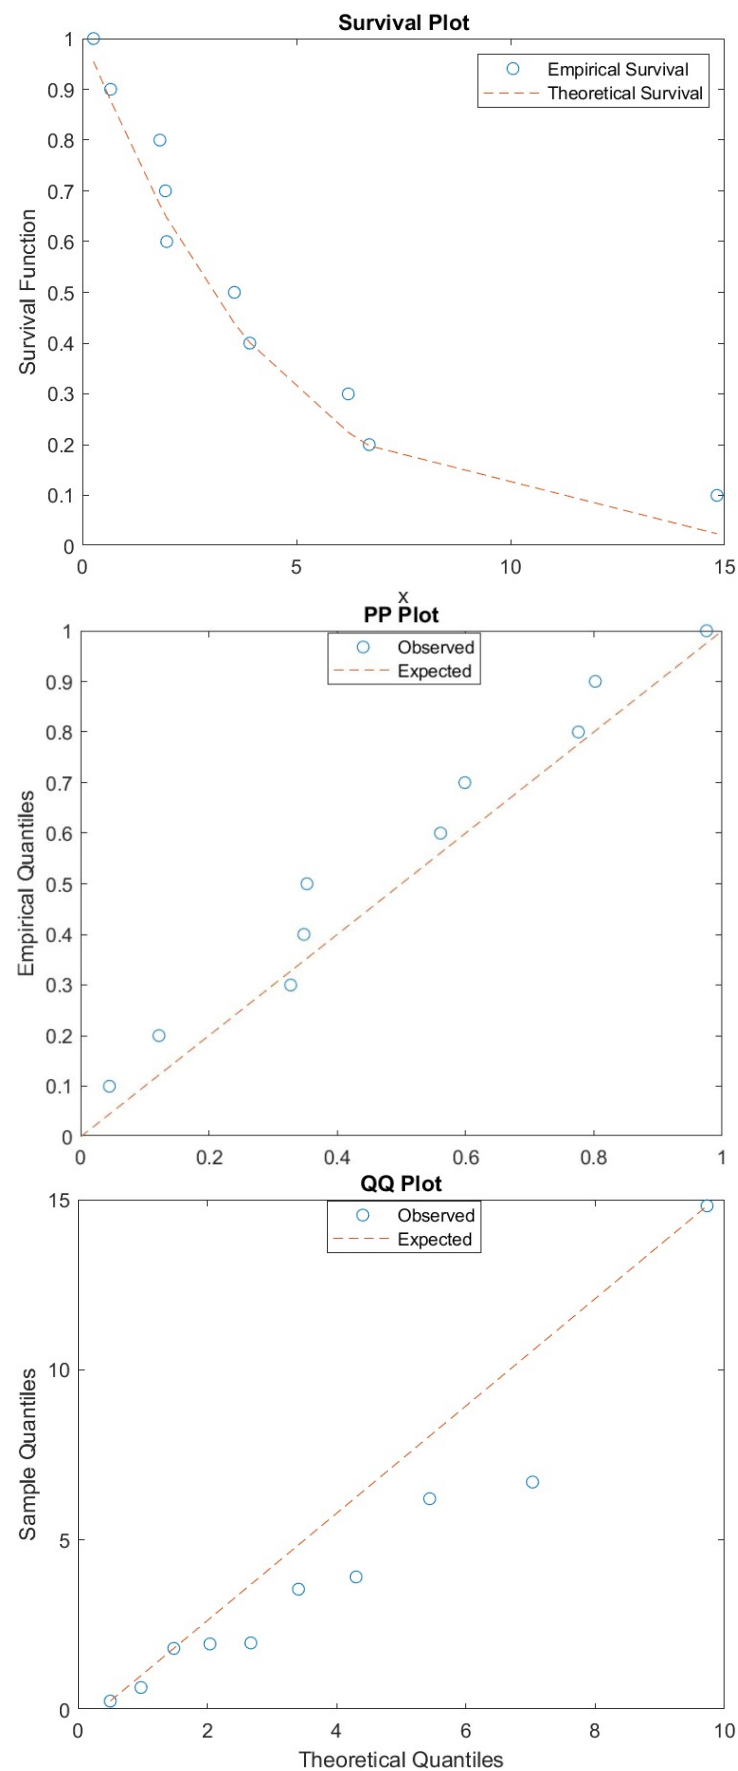 Survival Plot
Empirical Survival
Theoretical Survival
Survival Function
1
0.9
0.8
0.7
0.6
0.5
0.4
0.3
0.2
0.1
0
0 5 10 15
x
PP Plot
Observed
Expected
Empirical Quantiles
1
0.9
0.8
0.7
0.6
0.5
0.4
0.3
0.2
0.1
0
0 0.2 0.4 0.6 0.8 1
QQ Plot
Observed
Expected
Sample Quantiles
15
10
5
0
0 2 4 6 8 10
Theoretical Quantiles